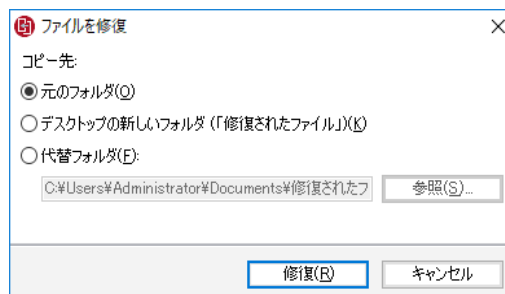 ファイルを修復
コピー先:
元のフォルダ(O)
デスクトップの新しいフォルダ(「修復されたファイル」)(K)
代替フォルダ(F):
C:¥Users¥Administrator¥Documents¥修復されたフ
参照(S)...
修復(R)
キャンセル